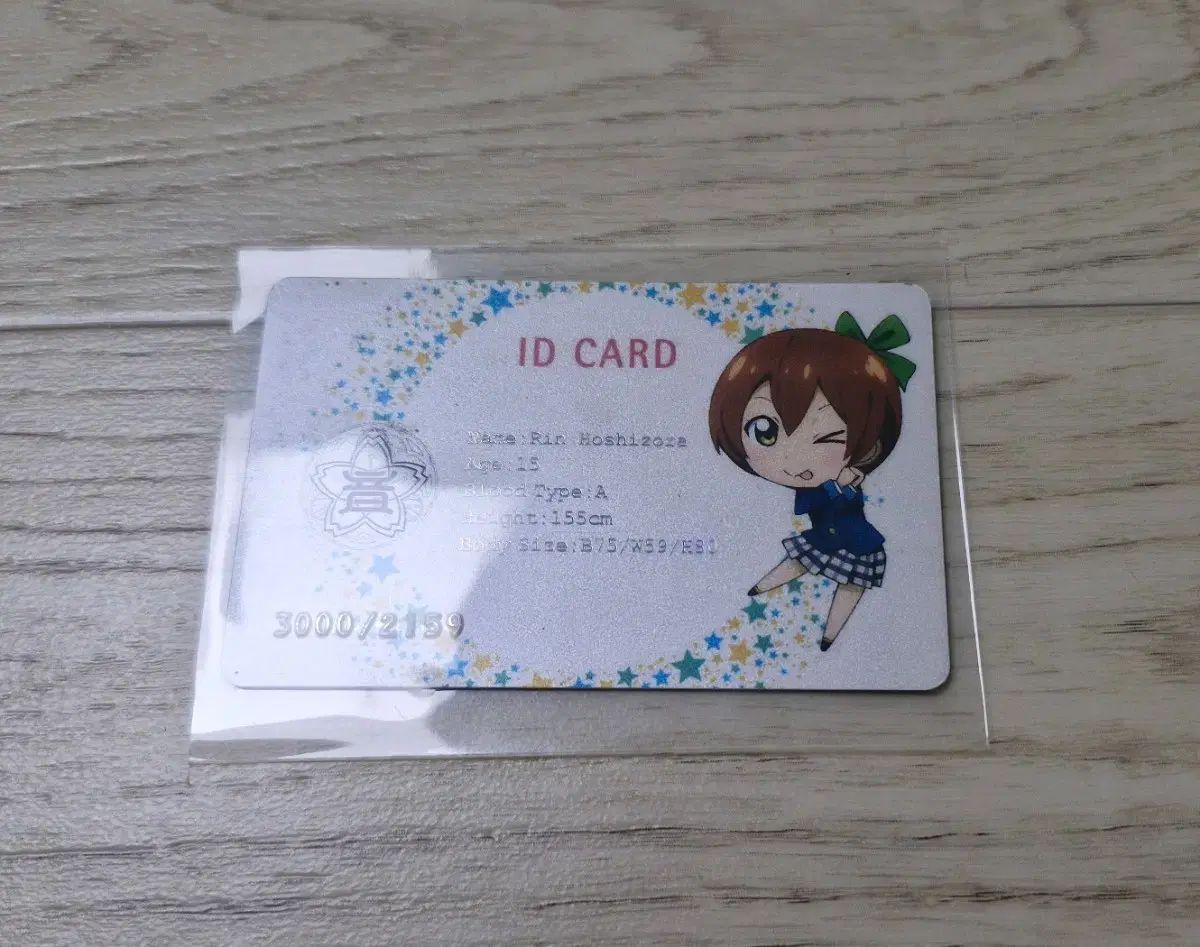 ID CARD
Name:Rin Hoshizora
Age:15
Blood Type:A
Height:155cm
Body Size:B75/W59/H80
音
3000/2159